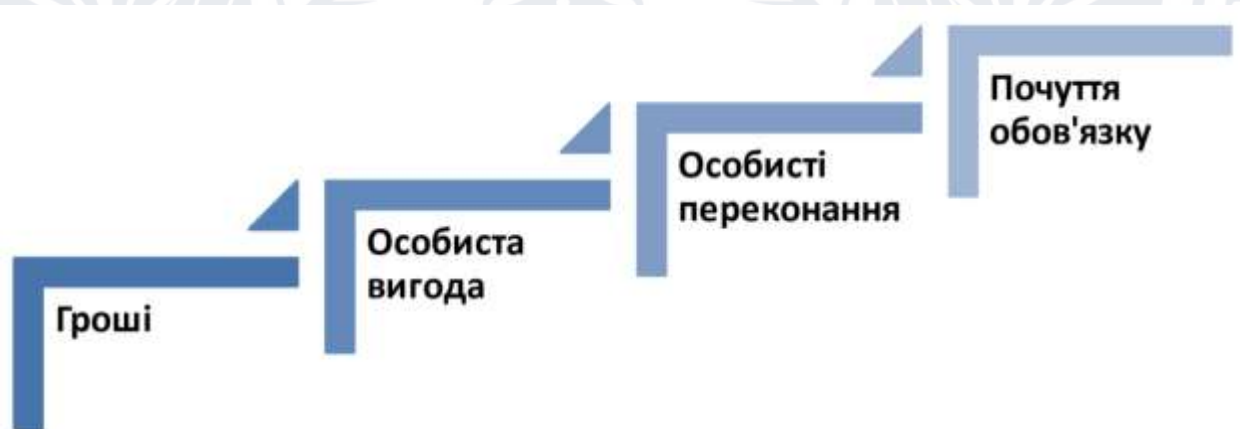 Гроші
Особиста
вигода
Особисті
переконання
Почуття
обов'язку